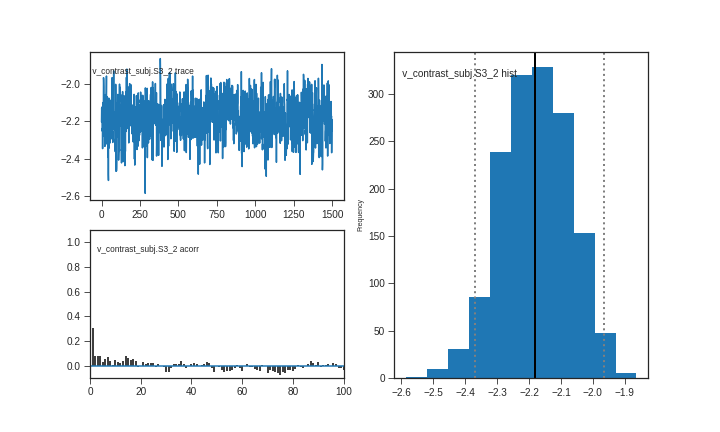 v_contrast_subj.S3_2 trace
−2.0
−2.2
−2.4
−2.6
0 250 500 750 1000 1250 1500
v_contrast_subj.S3_2 acorr
1.0
0.8
0.6
0.4
0.2
0.0
0 20 40 60 80 100
v_contrast_subj.S3_2 hist
Frequency
300
250
200
150
100
50
0
−2.6 −2.5 −2.4 −2.3 −2.2 −2.1 −2.0 −1.9